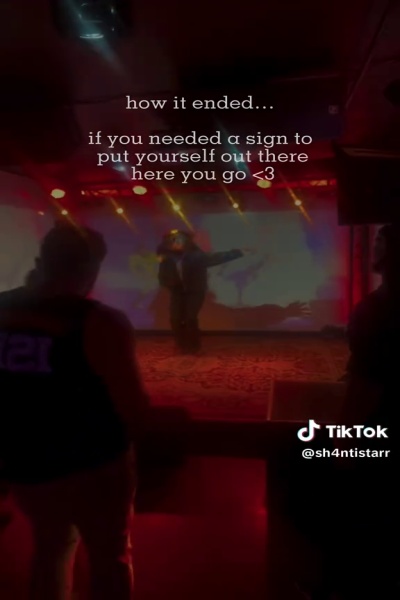 how it ended...
if you needed a sign to
put yourself out there
here you go <3
TikTok
@sh4ntistarr